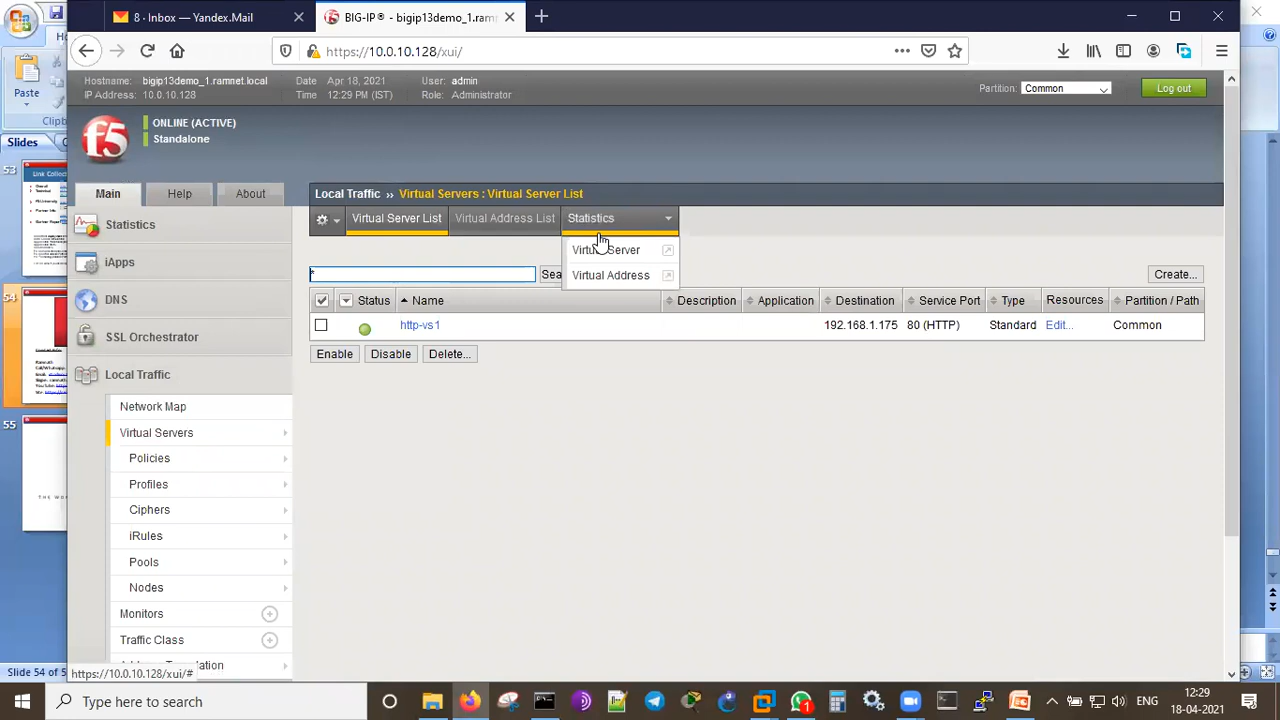 8 · Inbox — Yandex.Mail
BIG-IP® - bigip13demo_1.ramn
https://10.0.10.128/xui/
Hostname: bigip13demo_1.ramnet.local
Date Apr 18, 2021
User: admin
IP Address: 10.0.10.128
Time 12:29 PM (IST)
Role: Administrator
Partition: Common
Log out
Paste
Slides
53
54
55
f5
ONLINE (ACTIVE)
Standalone
Main
Help
About
Local Traffic ›› Virtual Servers : Virtual Server List
Virtual Server List
Virtual Address List
Statistics
Virtual Server
Virtual Address
*
Sea
Create...
Status
Name
Description
Application
Destination
Service Port
Type
Resources
Partition / Path
http-vs1
192.168.1.175
80 (HTTP)
Standard
Edit...
Common
Enable
Disable
Delete...
Statistics
iApps
DNS
SSL Orchestrator
Local Traffic
Network Map
Virtual Servers
Policies
Profiles
Ciphers
iRules
Pools
Nodes
Monitors
Traffic Class
https://10.0.10.128/xui/#
Slide 54 of 5
Type here to search
ENG
12:29
18-04-2021